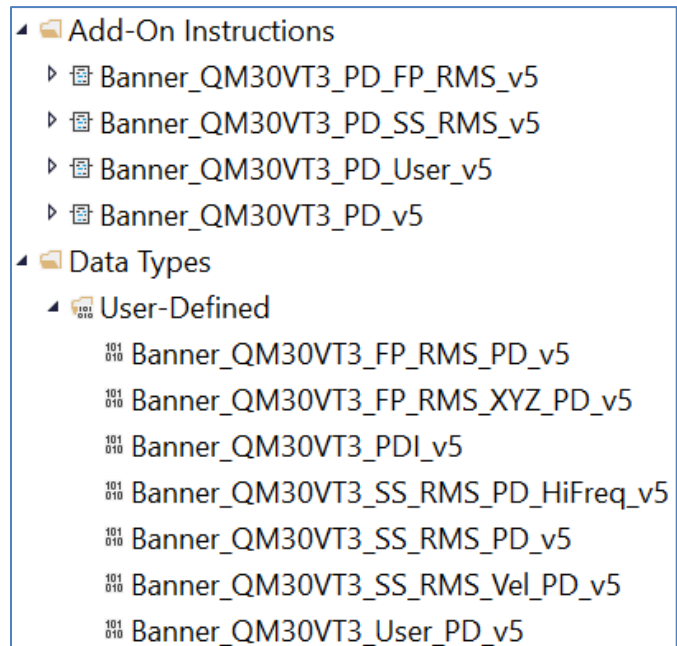 Add-On Instructions
Banner_QM30VT3_PD_FP_RMS_v5
Banner_QM30VT3_PD_SS_RMS_v5
Banner_QM30VT3_PD_User_v5
Banner_QM30VT3_PD_v5
Data Types
User-Defined
Banner_QM30VT3_FP_RMS_PD_v5
Banner_QM30VT3_FP_RMS_XYZ_PD_v5
Banner_QM30VT3_PDI_v5
Banner_QM30VT3_SS_RMS_PD_HiFreq_v5
Banner_QM30VT3_SS_RMS_PD_v5
Banner_QM30VT3_SS_RMS_Vel_PD_v5
Banner_QM30VT3_User_PD_v5